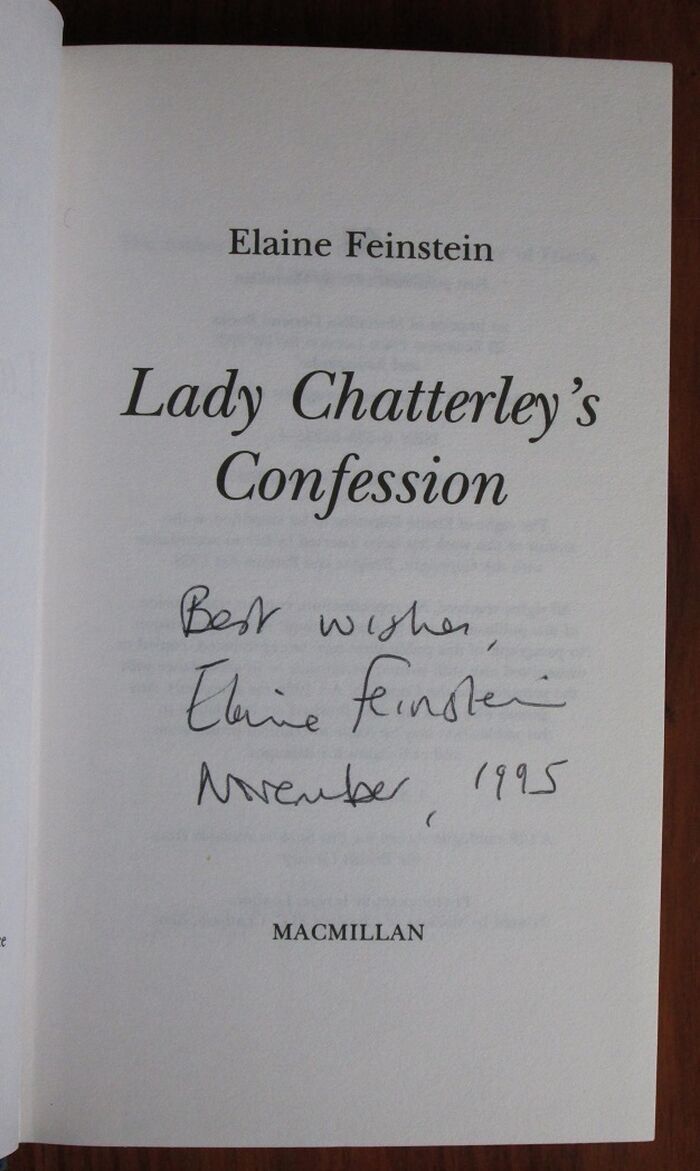 Elaine Feinstein
Lady Chatterley's
Confession
Best wishes,
Elaine Feinstein
November, 1995
MACMILLAN